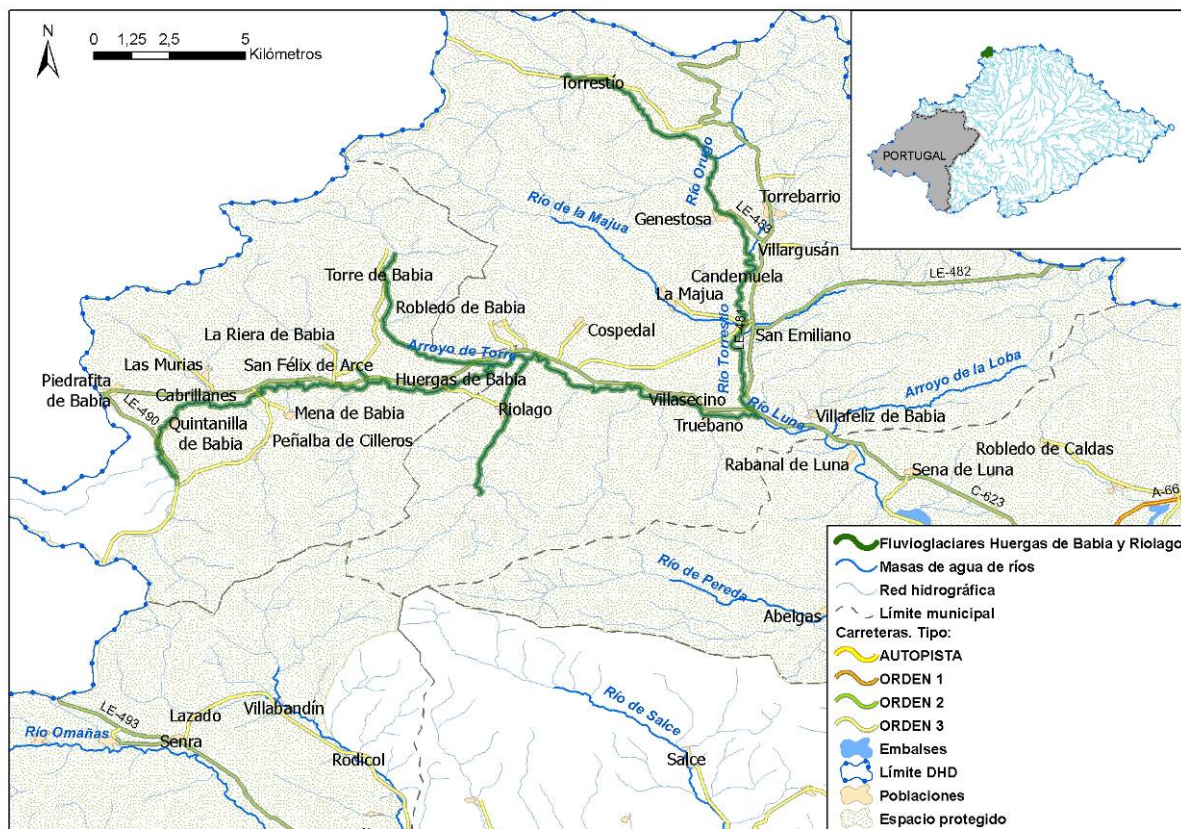 N
0 1,25 2,5 5
Kilómetros
PORTUGAL
Torrestío
Río Orugo
Torrebarrio
Río de la Majua
Genestosa
LE-483
Villargusán
Candemuela
LE-482
Torre de Babia
La Majua
Robledo de Babia
LE-481
San Emiliano
La Riera de Babia
Cospedal
Arroyo de Torre
Río Torrestío
Arroyo de la Loba
Las Murias
San Félix de Arce
Piedrafita
de Babia
Cabrillanes
Huergas de Babia
Villasecino
Río Luna
Villafeliz de Babia
LE-490
Mena de Babia
Riolago
Truébano
Quintanilla
de Babia
Peñalba de Cilleros
Robledo de Caldas
Rabanal de Luna
Sena de Luna
C-623
A-66
Río de Pereda
Abelgas
Río de Salce
LE-493
Lazado
Villabandín
Río Omañas
Senra
Rodicol
Salce
Fluvioglaciares Huergas de Babia y Riolago
Masas de agua de ríos
Red hidrográfica
Límite municipal
Carreteras. Tipo:
AUTOPISTA
ORDEN 1
ORDEN 2
ORDEN 3
Embalses
Límite DHD
Poblaciones
Espacio protegido